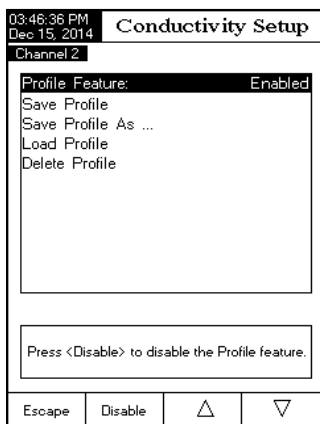 03:46:36 PM
Dec 15, 2014
Conductivity Setup
Channel 2
Profile Feature: Enabled
Save Profile
Save Profile As ...
Load Profile
Delete Profile
Press <Disable> to disable the Profile feature.
Escape Disable △ ▽